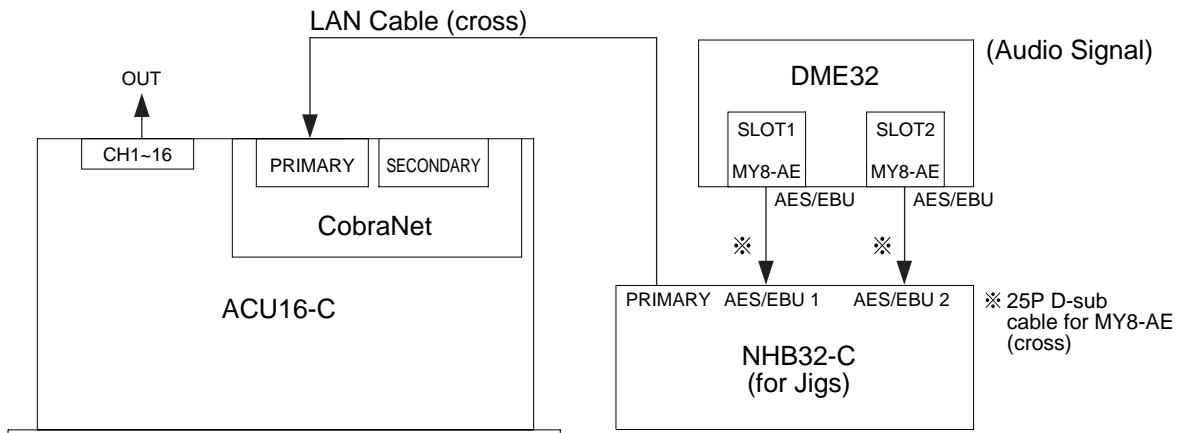 LAN Cable (cross)
(Audio Signal)
DME32
OUT
SLOT1
SLOT2
CH1~16
PRIMARY
SECONDARY
MY8-AE
MY8-AE
AES/EBU
AES/EBU
CobraNet
※
※
ACU16-C
PRIMARY AES/EBU 1 AES/EBU 2
※ 25P D-sub
cable for MY8-AE
(cross)
NHB32-C
(for Jigs)